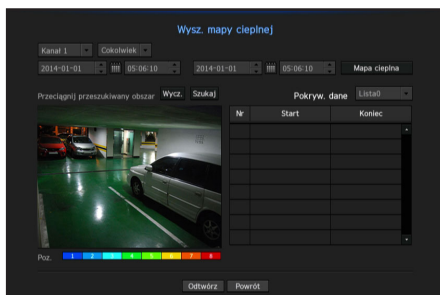 Wysz. mapy cieplnej
Kanał 1 Cokolwiek
2014-01-01 05:06:10 2014-01-01 05:06:10 Mapa cieplna
Przeciągnij przeszukiwany obszar Wycz. Szukaj Pokryw. dane Lista0
Nr Start Koniec
Poz. 1 2 3 4 5 6 7 8
Odtwórz Powrót